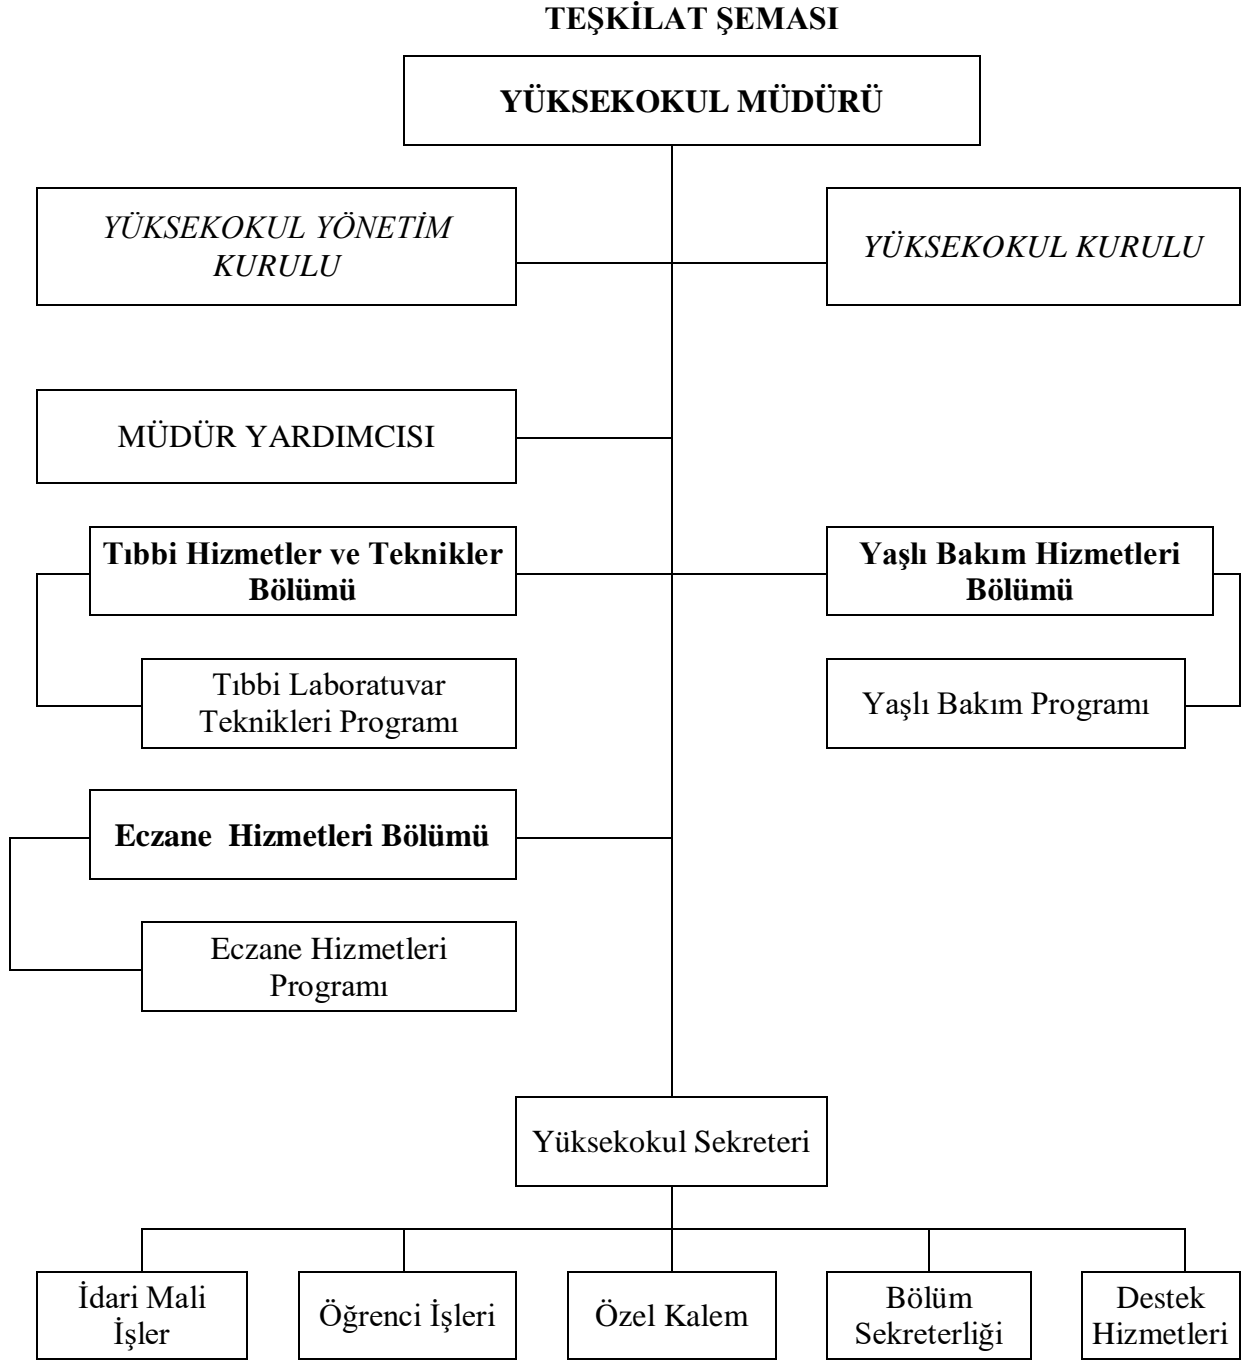 TEŞKİLAT ŞEMASI
YÜKSEKOKUL MÜDÜRÜ
YÜKSEKOKUL YÖNETİM
KURULU
YÜKSEKOKUL KURULU
MÜDÜR YARDIMCISI
Tıbbi Hizmetler ve Teknikler
Bölümü
Yaşlı Bakım Hizmetleri
Bölümü
Tıbbi Laboratuvar
Teknikleri Programı
Yaşlı Bakım Programı
Eczane  Hizmetleri Bölümü
Eczane Hizmetleri
Programı
Yüksekokul Sekreteri
İdari Mali
İşler
Öğrenci İşleri
Özel Kalem
Bölüm
Sekreterliği
Destek
Hizmetleri